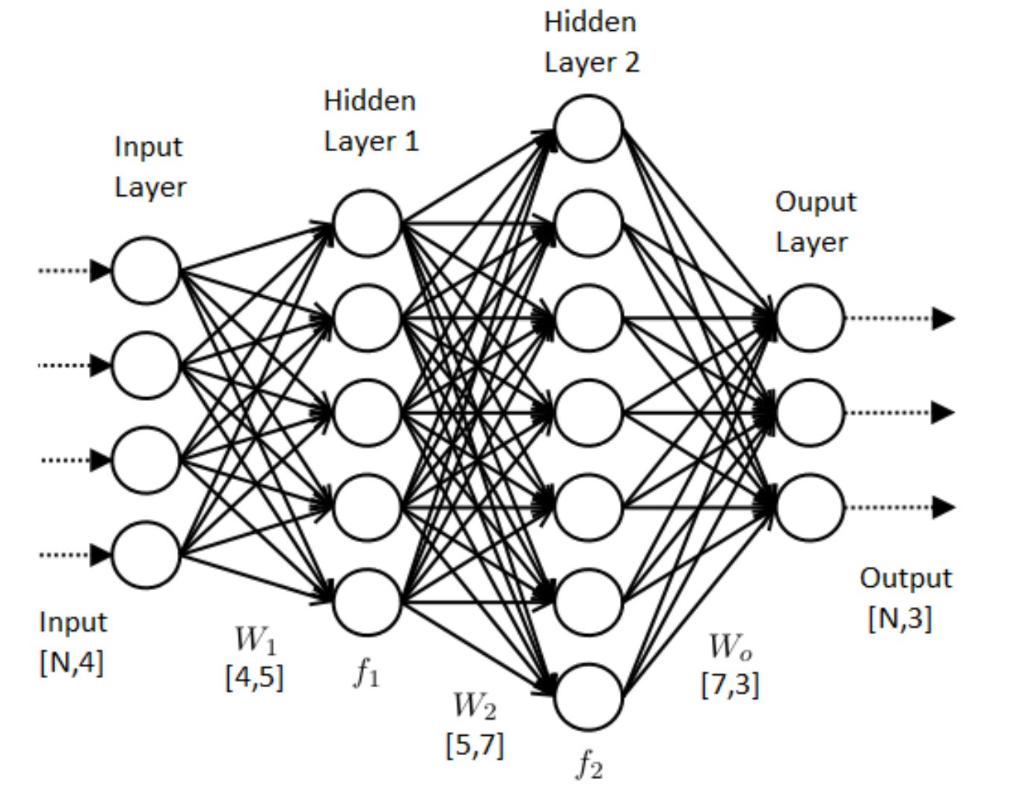 Hidden
Layer 2
Hidden
Layer 1
Input
Layer
Ouput
Layer
Input
[N,4]
W₁
[4,5]
f₁
W₂
[5,7]
f₂
Wₒ
[7,3]
Output
[N,3]